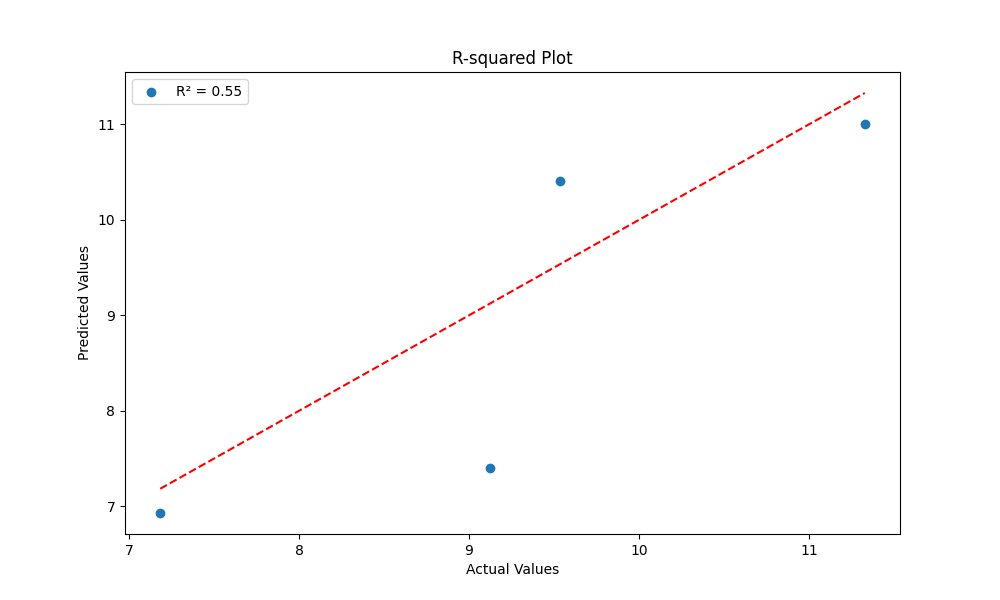 R-squared Plot
R² = 0.55
11
10
9
8
7
Predicted Values
7 8 9 10 11
Actual Values